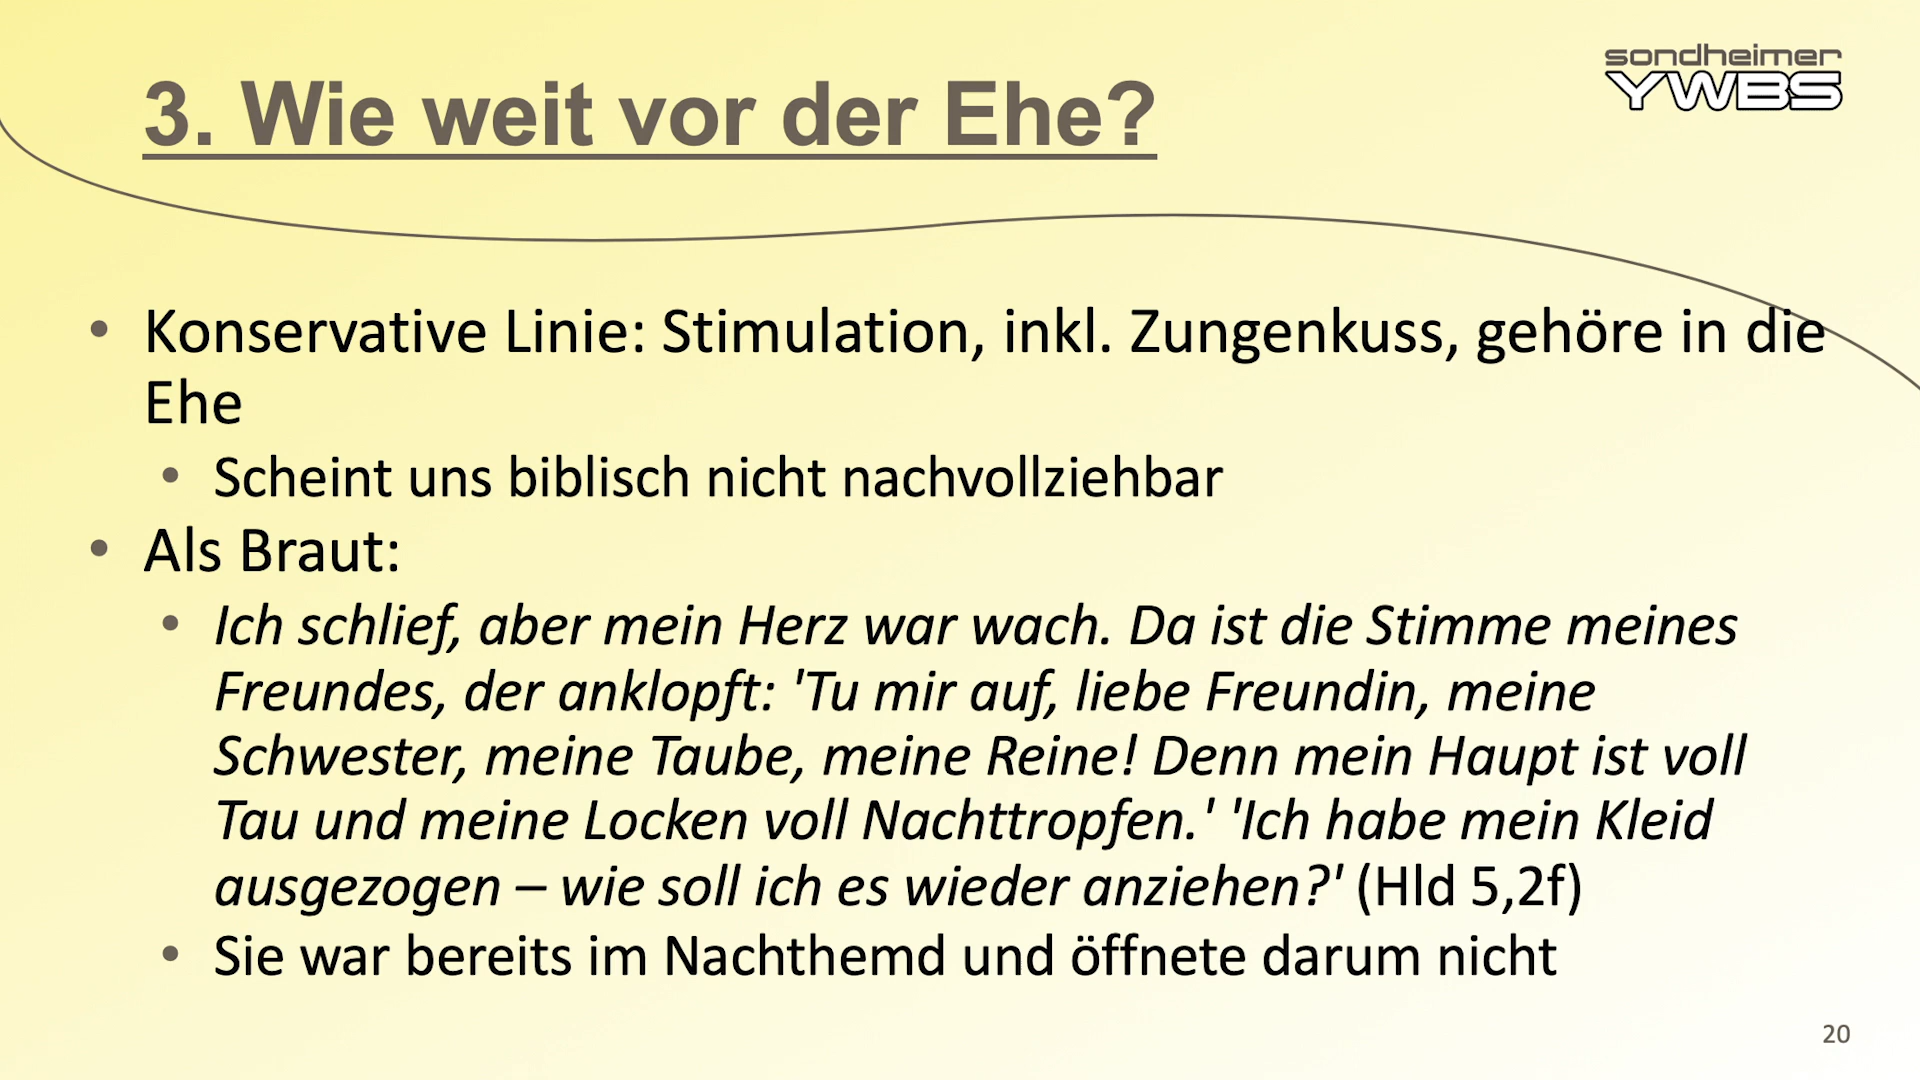 sondheimer
YWBS
3. Wie weit vor der Ehe?
• Konservative Linie: Stimulation, inkl. Zungenkuss, gehöre in die
Ehe
• Scheint uns biblisch nicht nachvollziehbar
• Als Braut:
• Ich schlief, aber mein Herz war wach. Da ist die Stimme meines
Freundes, der anklopft: 'Tu mir auf, liebe Freundin, meine
Schwester, meine Taube, meine Reine! Denn mein Haupt ist voll
Tau und meine Locken voll Nachttropfen.' 'Ich habe mein Kleid
ausgezogen – wie soll ich es wieder anziehen?' (Hld 5,2f)
• Sie war bereits im Nachthemd und öffnete darum nicht
20